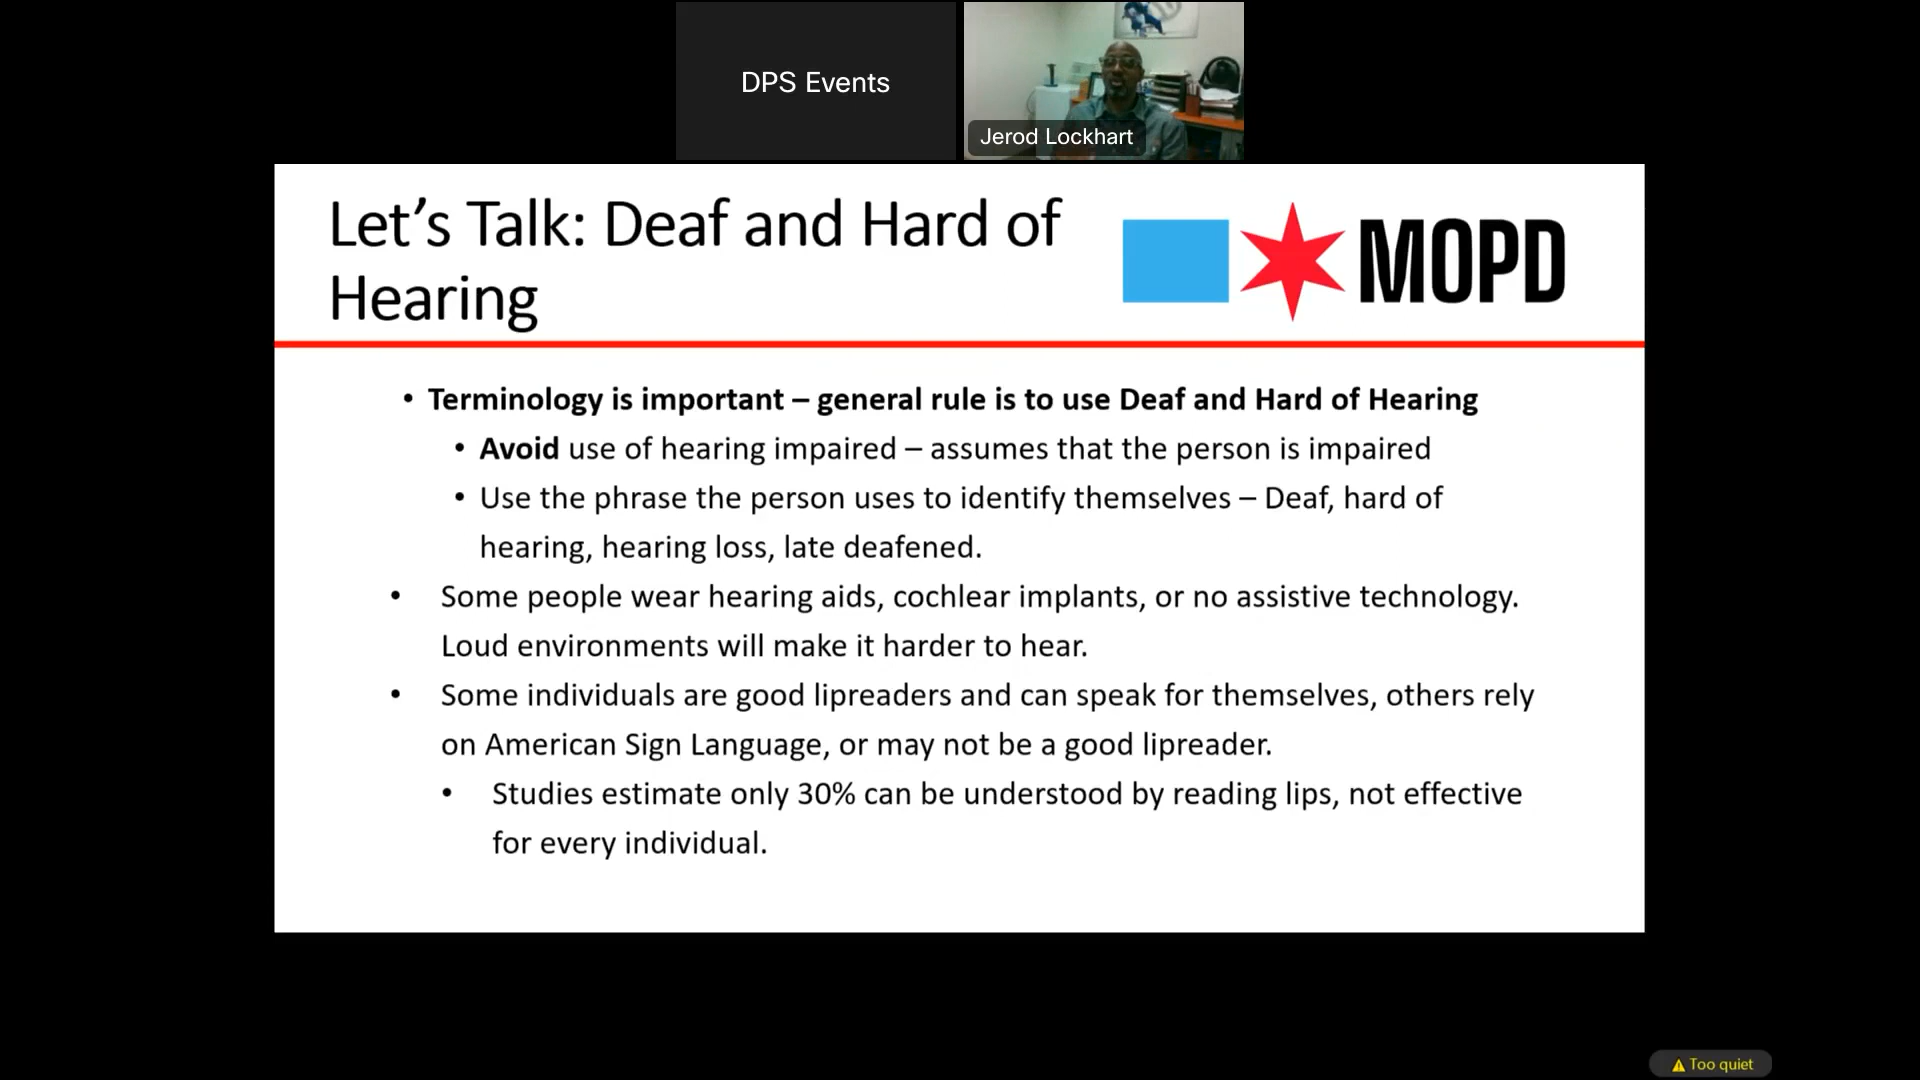 DPS Events
Jerod Lockhart
Let’s Talk: Deaf and Hard of
Hearing
MOPD
• Terminology is important – general rule is to use Deaf and Hard of Hearing
• Avoid use of hearing impaired – assumes that the person is impaired
• Use the phrase the person uses to identify themselves – Deaf, hard of
hearing, hearing loss, late deafened.
• Some people wear hearing aids, cochlear implants, or no assistive technology.
Loud environments will make it harder to hear.
• Some individuals are good lipreaders and can speak for themselves, others rely
on American Sign Language, or may not be a good lipreader.
• Studies estimate only 30% can be understood by reading lips, not effective
for every individual.
Too quiet